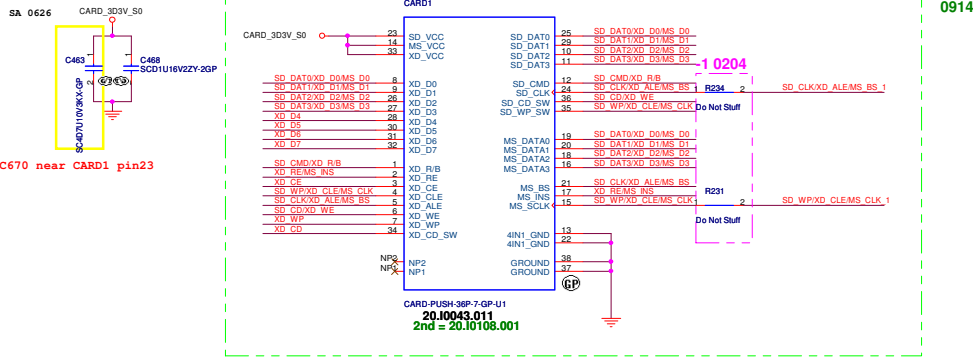 CARD1
0914
SA 0626
CARD_3D3V_S0
C463
SC4D7U10V3KX-GP
C468
SCD1U16V2ZY-2GP
C670 near CARD1 pin23
CARD_3D3V_S0
23 SD_VCC
14 MS_VCC
33 XD_VCC
SD_DAT0/XD_D0/MS_D0 8 XD_D0
SD_DAT1/XD_D1/MS_D1 9 XD_D1
SD_DAT2/XD_D2/MS_D2 26 XD_D2
SD_DAT3/XD_D3/MS_D3 27 XD_D3
XD_D4 28 XD_D4
XD_D5 30 XD_D5
XD_D6 31 XD_D6
XD_D7 32 XD_D7
SD_CMD/XD_R/B 1 XD_R/B
XD_RE/MS_INS 2 XD_RE
XD_CE 3 XD_CE
SD_WP/XD_CLE/MS_CLK 4 XD_CLE
SD_CLK/XD_ALE/MS_BS 5 XD_ALE
SD_CD/XD_WE 6 XD_WE
XD_WP 7 XD_WP
XD_CD 34 XD_CD_SW
NP2 NP2
NP1 NP1
SD_DAT0 25 SD_DAT0/XD_D0/MS_D0
SD_DAT1 29 SD_DAT1/XD_D1/MS_D1
SD_DAT2 10 SD_DAT2/XD_D2/MS_D2
SD_DAT3 11 SD_DAT3/XD_D3/MS_D3
-1 0204
SD_CMD 12 SD_CMD/XD_R/B
SD_CLK 24 SD_CLK/XD_ALE/MS_BS 1 R234 2 SD_CLK/XD_ALE/MS_BS_1
SD_CD_SW 36 SD_CD/XD_WE
SD_WP_SW 35 SD_WP/XD_CLE/MS_CLK Do Not Stuff
MS_DATA0 19 SD_DAT0/XD_D0/MS_D0
MS_DATA1 20 SD_DAT1/XD_D1/MS_D1
MS_DATA2 18 SD_DAT2/XD_D2/MS_D2
MS_DATA3 16 SD_DAT3/XD_D3/MS_D3
MS_BS 21 SD_CLK/XD_ALE/MS_BS
MS_INS 17 XD_RE/MS_INS R231
MS_SCLK 15 SD_WP/XD_CLE/MS_CLK 1 2 SD_WP/XD_CLE/MS_CLK_1
Do Not Stuff
4IN1_GND 13
4IN1_GND 22
GROUND 38
GROUND 37
GP
CARD-PUSH-36P-7-GP-U1
20.I0043.011
2nd = 20.I0108.001